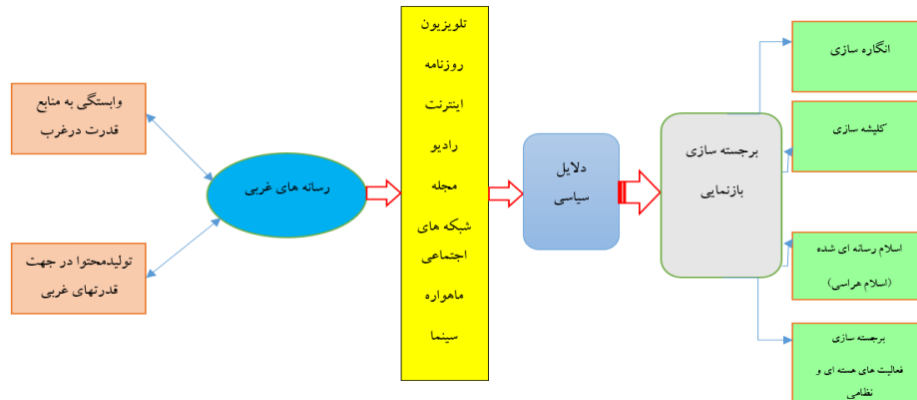 وابستگی به منابع
قدرت درغرب
تولیدمحتوا در جهت
قدرتهای غربی
رسانه های غربی
تلویزیون
روزنامه
اینترنت
رادیو
مجله
شبکه های
اجتماعی
ماهواره
سینما
دلایل
سیاسی
برجسته سازی
بازنمایی
انگاره سازی
کلیشه سازی
اسلام رسانه ای شده
(اسلام هراسی)
برجسته سازی
فعالیت های هسته ای و
نظامی